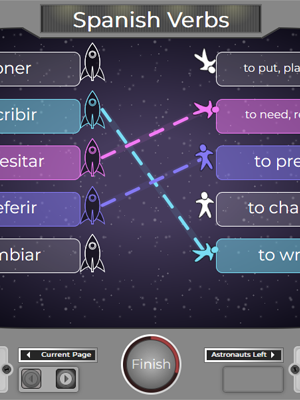 Spanish Verbs
oner
to put, pla
cribir
to need, re
esitar
to pre
eferir
to cha
mbiar
to wr
Current Page
Finish
Astronauts Left